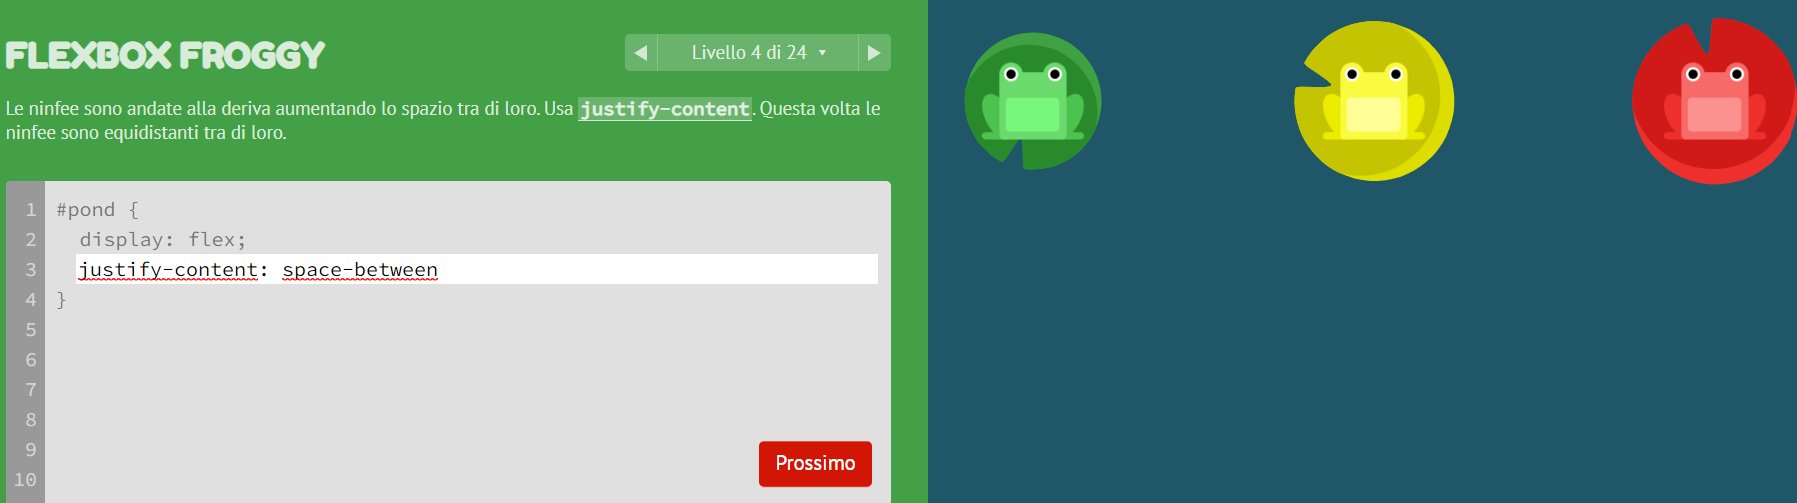 FLEXBOX FROGGY
Livello 4 di 24
Le ninfee sono andate alla deriva aumentando lo spazio tra di loro. Usa justify-content. Questa volta le
ninfee sono equidistanti tra di loro.
1 #pond {
2 display: flex;
3 justify-content: space-between
4 }
5
6
7
8
9
10
Prossimo